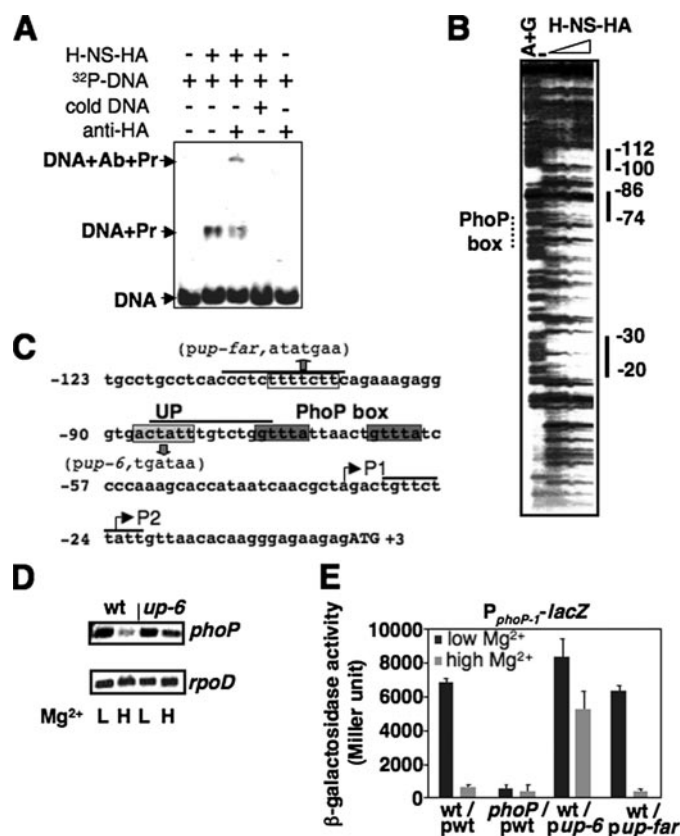 A
H-NS-HA - + + + -
³²P-DNA + + + + +
cold DNA - - - + -
anti-HA - - + - +
DNA+Ab+Pr
DNA+Pr
DNA
B
A+G
-
H-NS-HA
-112
-100
-86
-74
PhoP
box
-30
-20
C
(pup-far,atatgaa)
-123 tgcctgcctcaccctcttttcttcagaaagagg
UP PhoP box
-90 gtgactatttgtctggtttattaactgtttatc
(pup-6,tgataa)
P1
-57 cccaaagcaccataatcaacgctagactgttct
P2
-24 tattgttaacacaagggagaagagATG +3
D
wt up-6
phoP
rpoD
Mg²⁺ L H L H
E
PphoP-1-lacZ
β-galactosidase activity
(Miller unit)
low Mg²⁺
high Mg²⁺
10000
8000
6000
4000
2000
0
wt / pwt
phoP / pwt
wt / pup-6
wt / pup-far